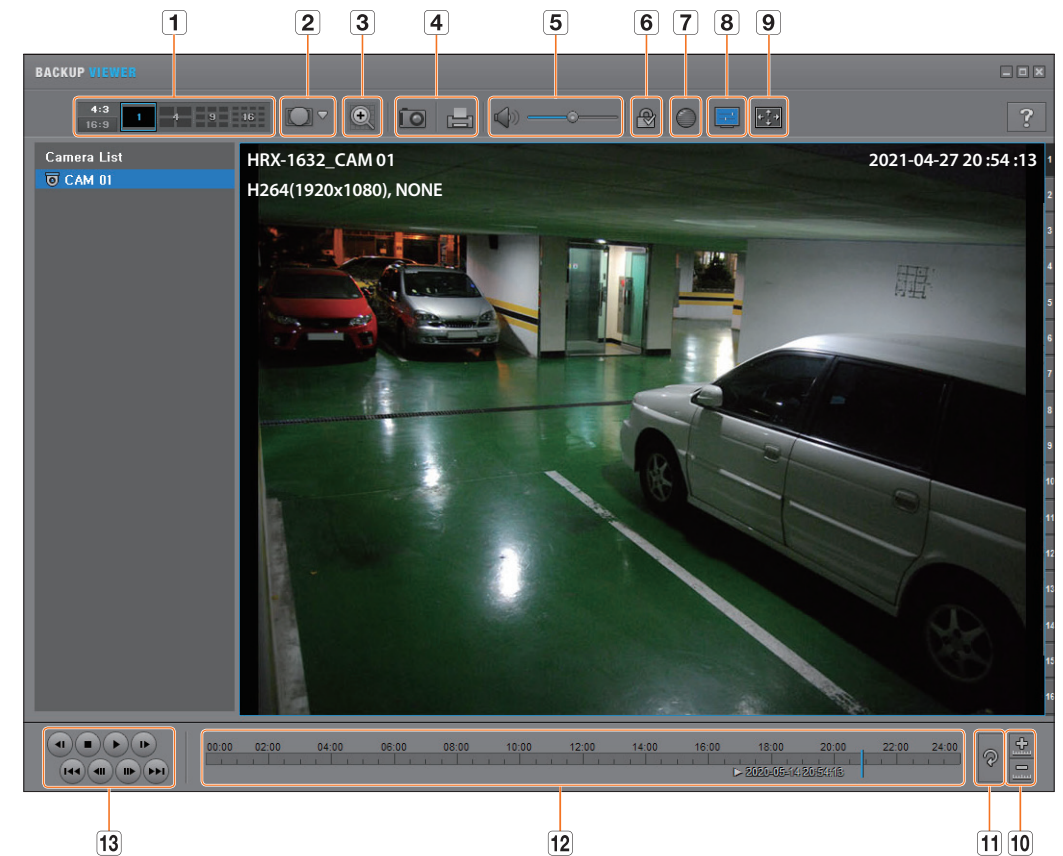 1 2 3 4 5 6 7 8 9
BACKUP VIEWER
4:3
16:9
1 4 9 16
?
Camera List
CAM 01
HRX-1632_CAM 01
2021-04-27 20 :54 :13
H264(1920x1080), NONE
1
2
3
4
5
6
7
8
9
10
11
12
13
14
15
16
00:00 02:00 04:00 06:00 08:00 10:00 12:00 14:00 16:00 18:00 20:00 22:00 24:00
2020-05-14 20:54:13
13 12 11 10